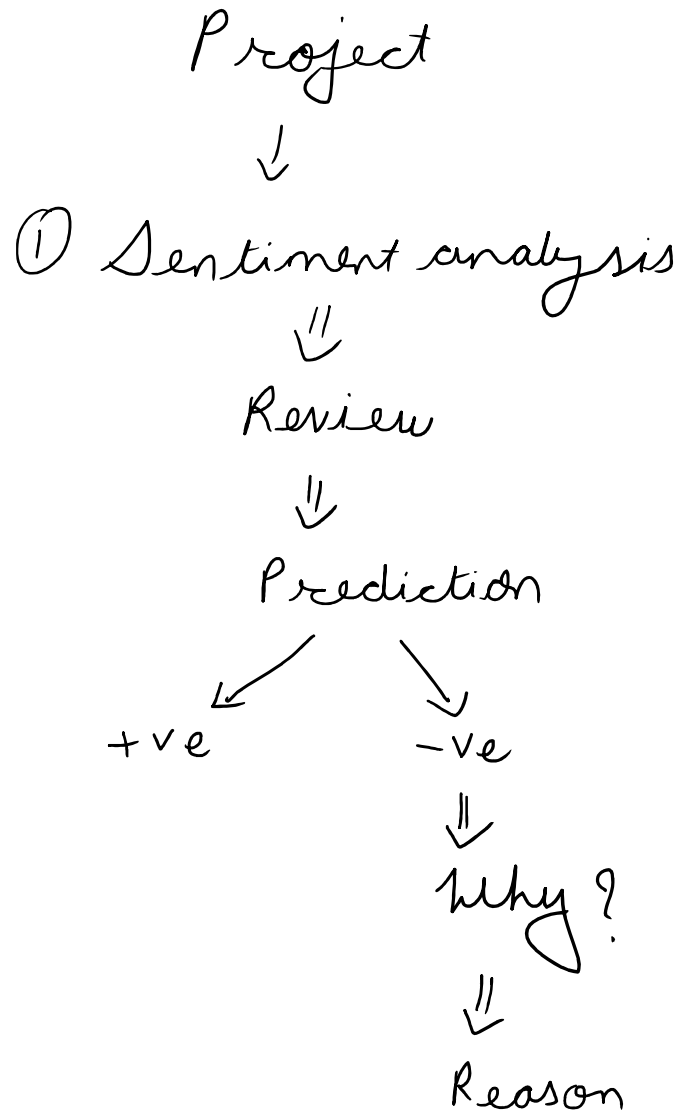 Project
① Sentiment analysis
Review
Prediction
+ve -ve
Why?
Reason